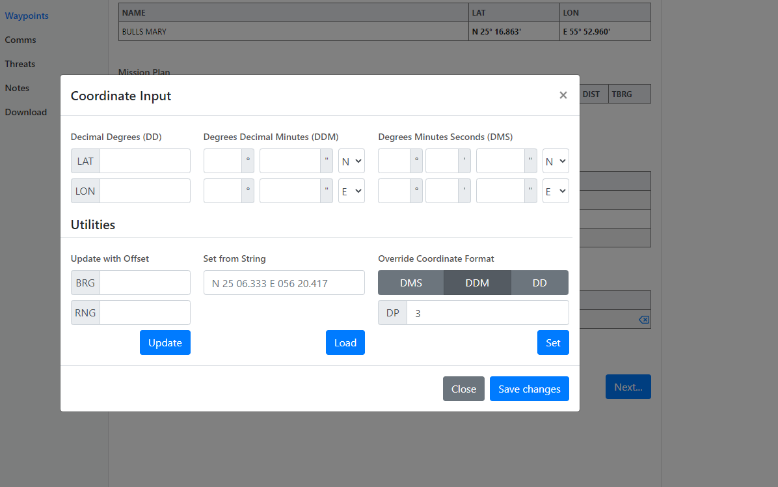 Waypoints
Comms
Threats
Notes
Download
NAME LAT LON
BULLS MARY N 25° 16.863' E 55° 52.960'
Mission Plan
DIST TBRG
Coordinate Input ×
Decimal Degrees (DD) Degrees Decimal Minutes (DDM) Degrees Minutes Seconds (DMS)
LAT ° " N ° ' " N
LON ° " E ° ' " E
Utilities
Update with Offset Set from String Override Coordinate Format
BRG N 25 06.333 E 056 20.417 DMS DDM DD
RNG DP 3
Update Load Set
Close Save changes
Next...